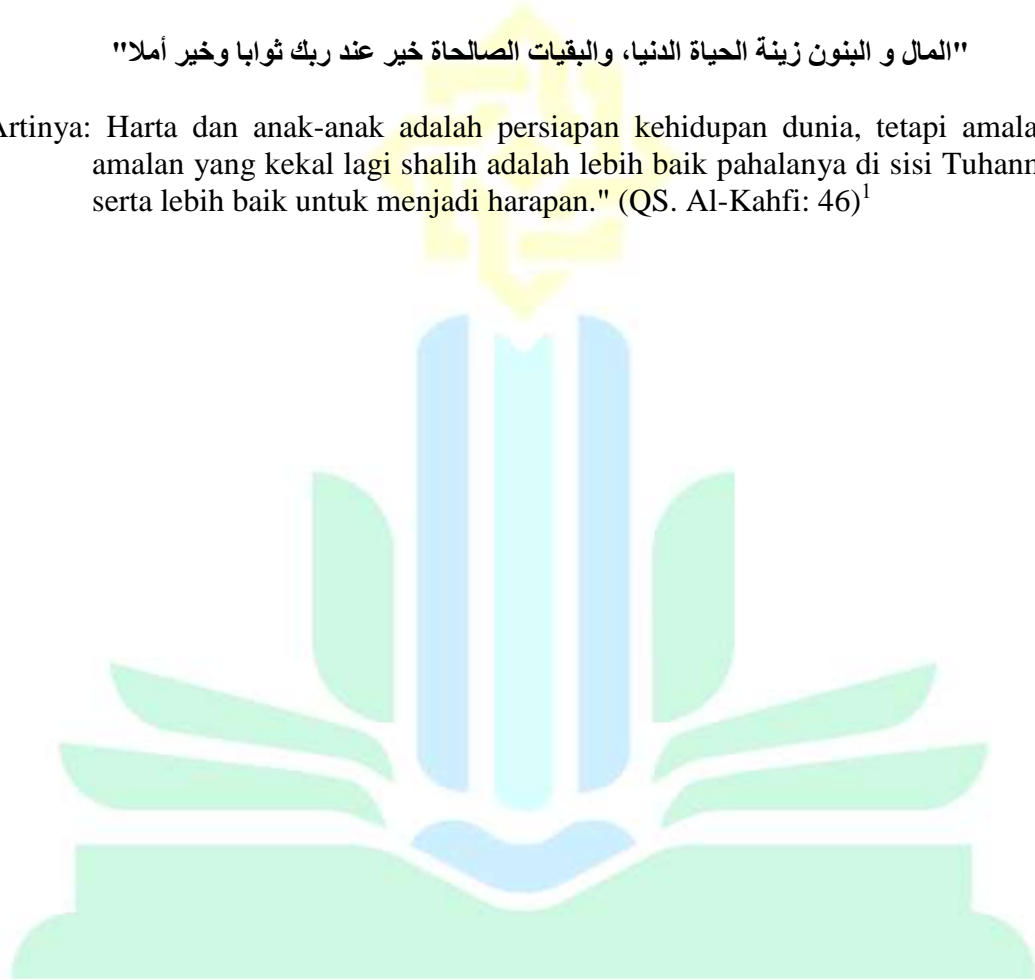 "المال و البنون زينة الحياة الدنيا، والبقيات الصالحاة خير عند ربك ثوابا وخير أملا"
Artinya: Harta dan anak-anak adalah persiapan kehidupan dunia, tetapi amala
amalan yang kekal lagi shalih adalah lebih baik pahalanya di sisi Tuhanm
serta lebih baik untuk menjadi harapan." (QS. Al-Kahfi: 46)1